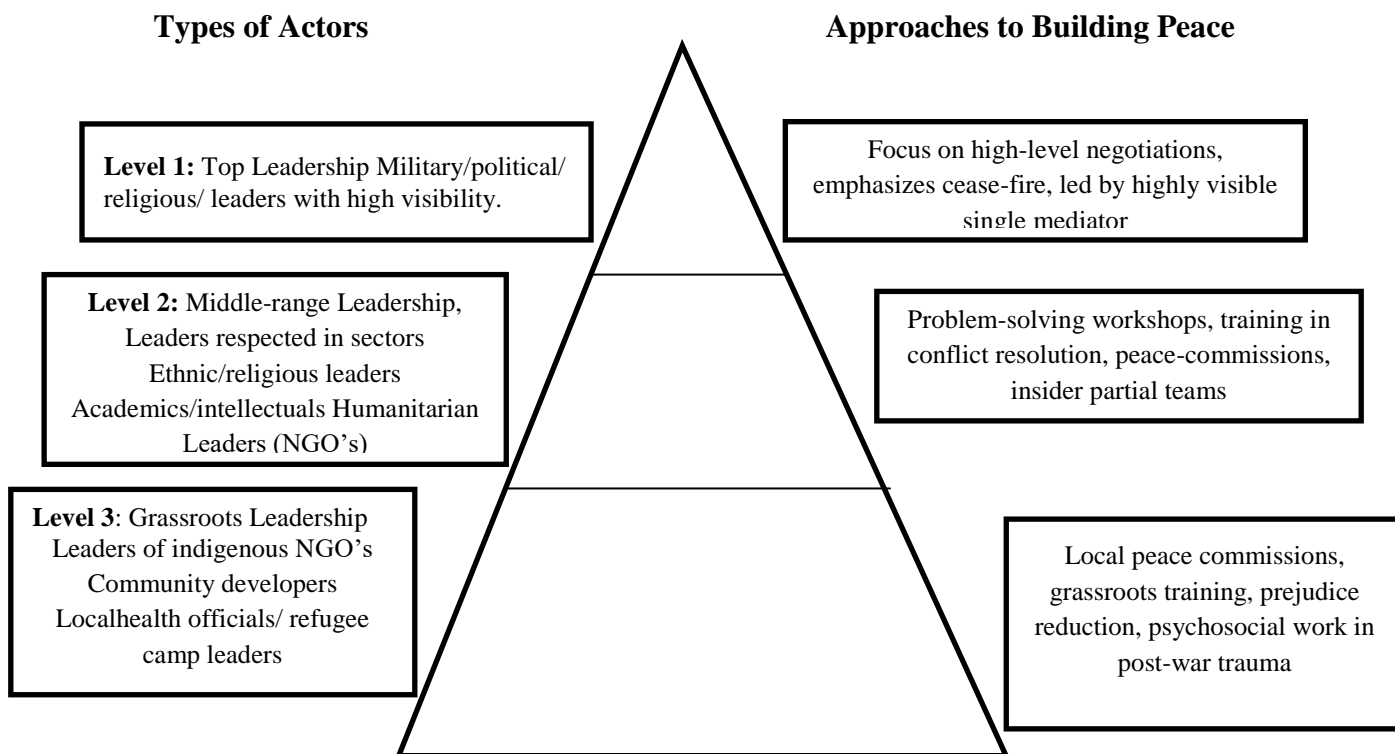 Types of Actors
Approaches to Building Peace
Level 1: Top Leadership Military/political/
religious/ leaders with high visibility.
Focus on high-level negotiations,
emphasizes cease-fire, led by highly visible
single mediator
Level 2: Middle-range Leadership,
Leaders respected in sectors
Ethnic/religious leaders
Academics/intellectuals Humanitarian
Leaders (NGO’s)
Problem-solving workshops, training in
conflict resolution, peace-commissions,
insider partial teams
Level 3: Grassroots Leadership
Leaders of indigenous NGO’s
Community developers
Localhealth officials/ refugee
camp leaders
Local peace commissions,
grassroots training, prejudice
reduction, psychosocial work in
post-war trauma